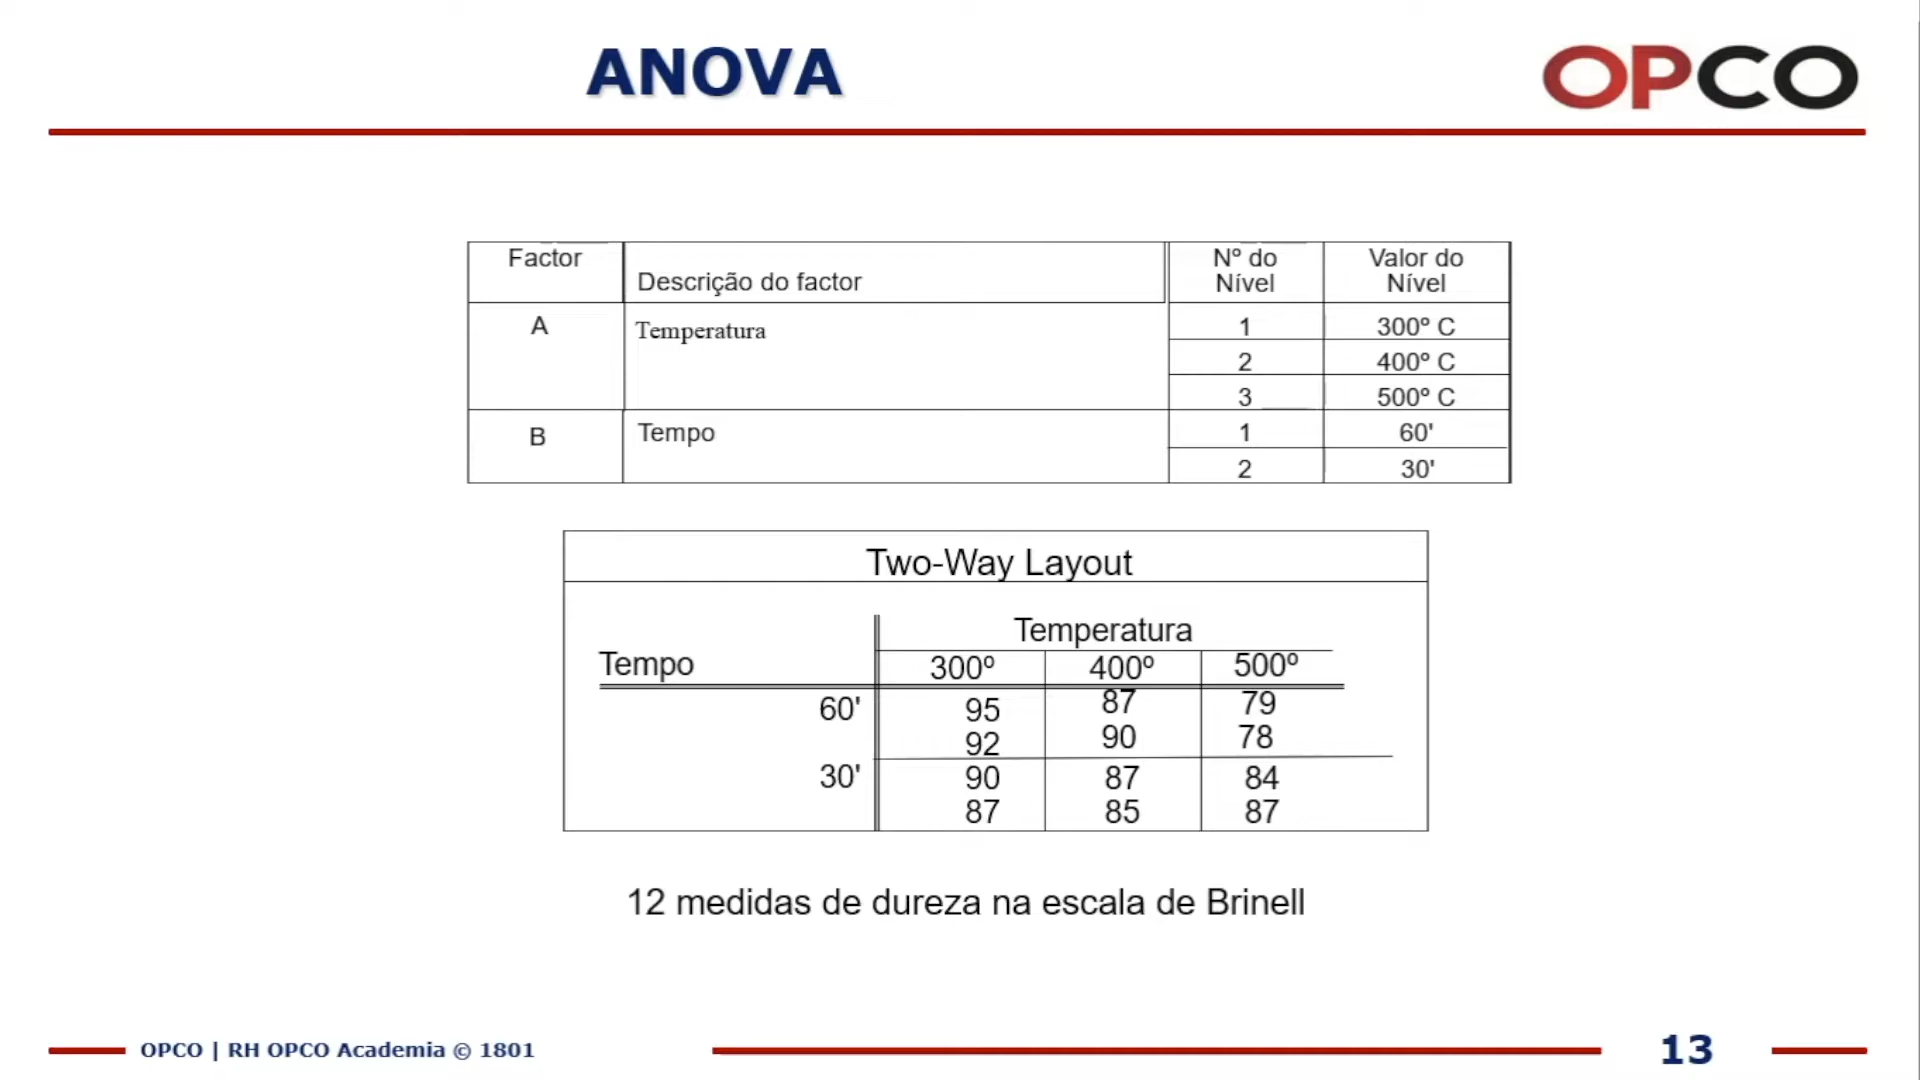 ANOVA
OPCO
Factor Descrição do factor Nº do Nível Valor do Nível
A Temperatura 1 300º C
2 400º C
3 500º C
B Tempo 1 60'
2 30'
Two-Way Layout
Temperatura
Tempo 300º 400º 500º
60' 95 87 79
92 90 78
30' 90 87 84
87 85 87
12 medidas de dureza na escala de Brinell
OPCO | RH OPCO Academia © 1801
13